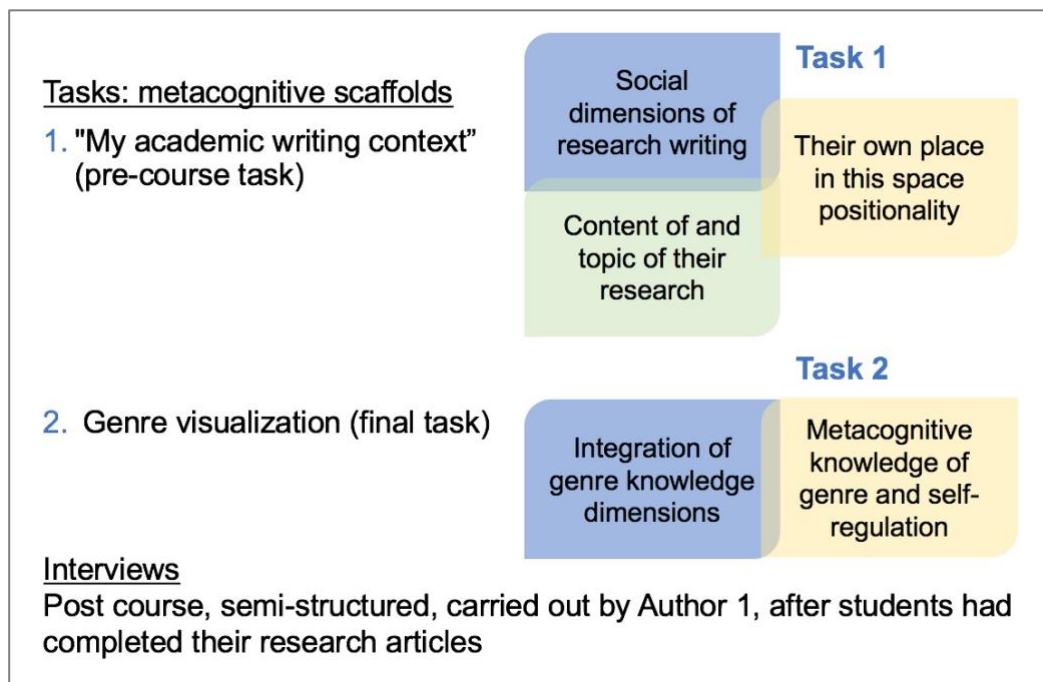 Tasks: metacognitive scaffolds
1. "My academic writing context”
(pre-course task)
Task 1
Social
dimensions of
research writing
Their own place
in this space
positionality
Content of and
topic of their
research
2. Genre visualization (final task)
Task 2
Integration of
genre knowledge
dimensions
Metacognitive
knowledge of
genre and self-
regulation
Interviews
Post course, semi-structured, carried out by Author 1, after students had
completed their research articles